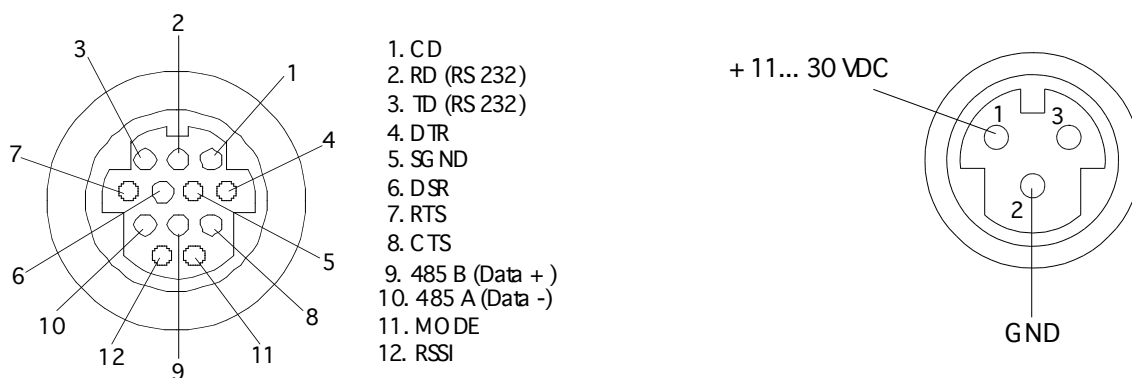 2
3
1
7
4
6
5
10
8
12
11
9
1. CD
2. RD (RS 232)
3. TD (RS 232)
4. DTR
5. SGND
6. DSR
7. RTS
8. CTS
9. 485 B (Data + )
10. 485 A (Data -)
11. MODE
12. RSSI
+ 11... 30 VDC
1
3
2
GND